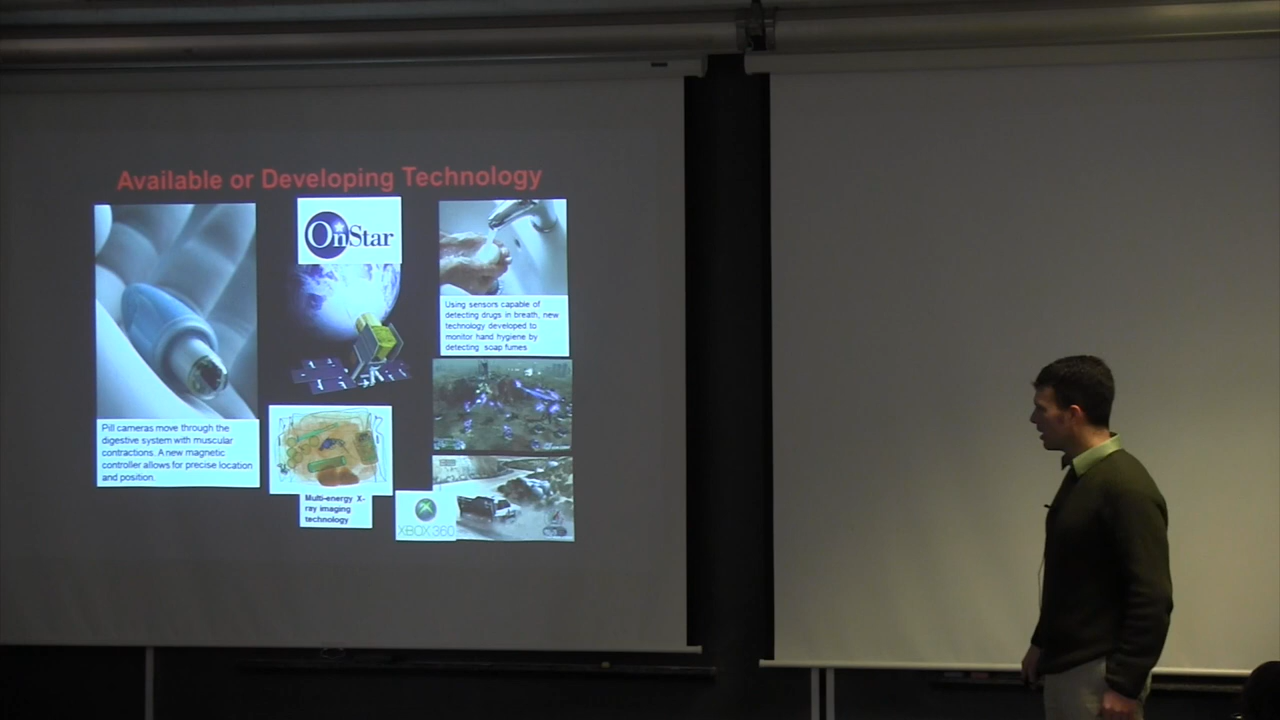 Available or Developing Technology
OnStar
Using sensors capable of
detecting drugs in breath, new
technology developed to
monitor hand hygiene by
detecting soap fumes
Pill cameras move through the
digestive system with muscular
contractions. A new magnetic
controller allows for precise location
and position.
Multi-energy X-
ray imaging
technology
XBOX 360